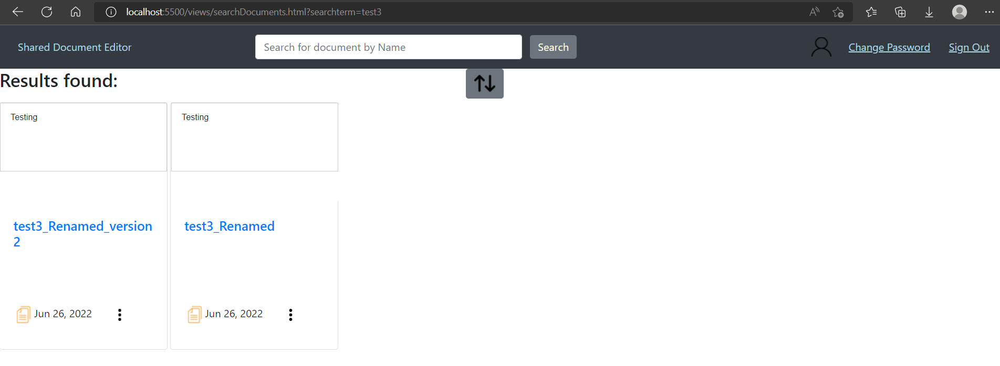 localhost:5500/views/searchDocuments.html?searchterm=test3
Shared Document Editor
Search for document by Name
Search
Change Password
Sign Out
Results found:
Testing
Testing
test3_Renamed_version
2
test3_Renamed
Jun 26, 2022
Jun 26, 2022